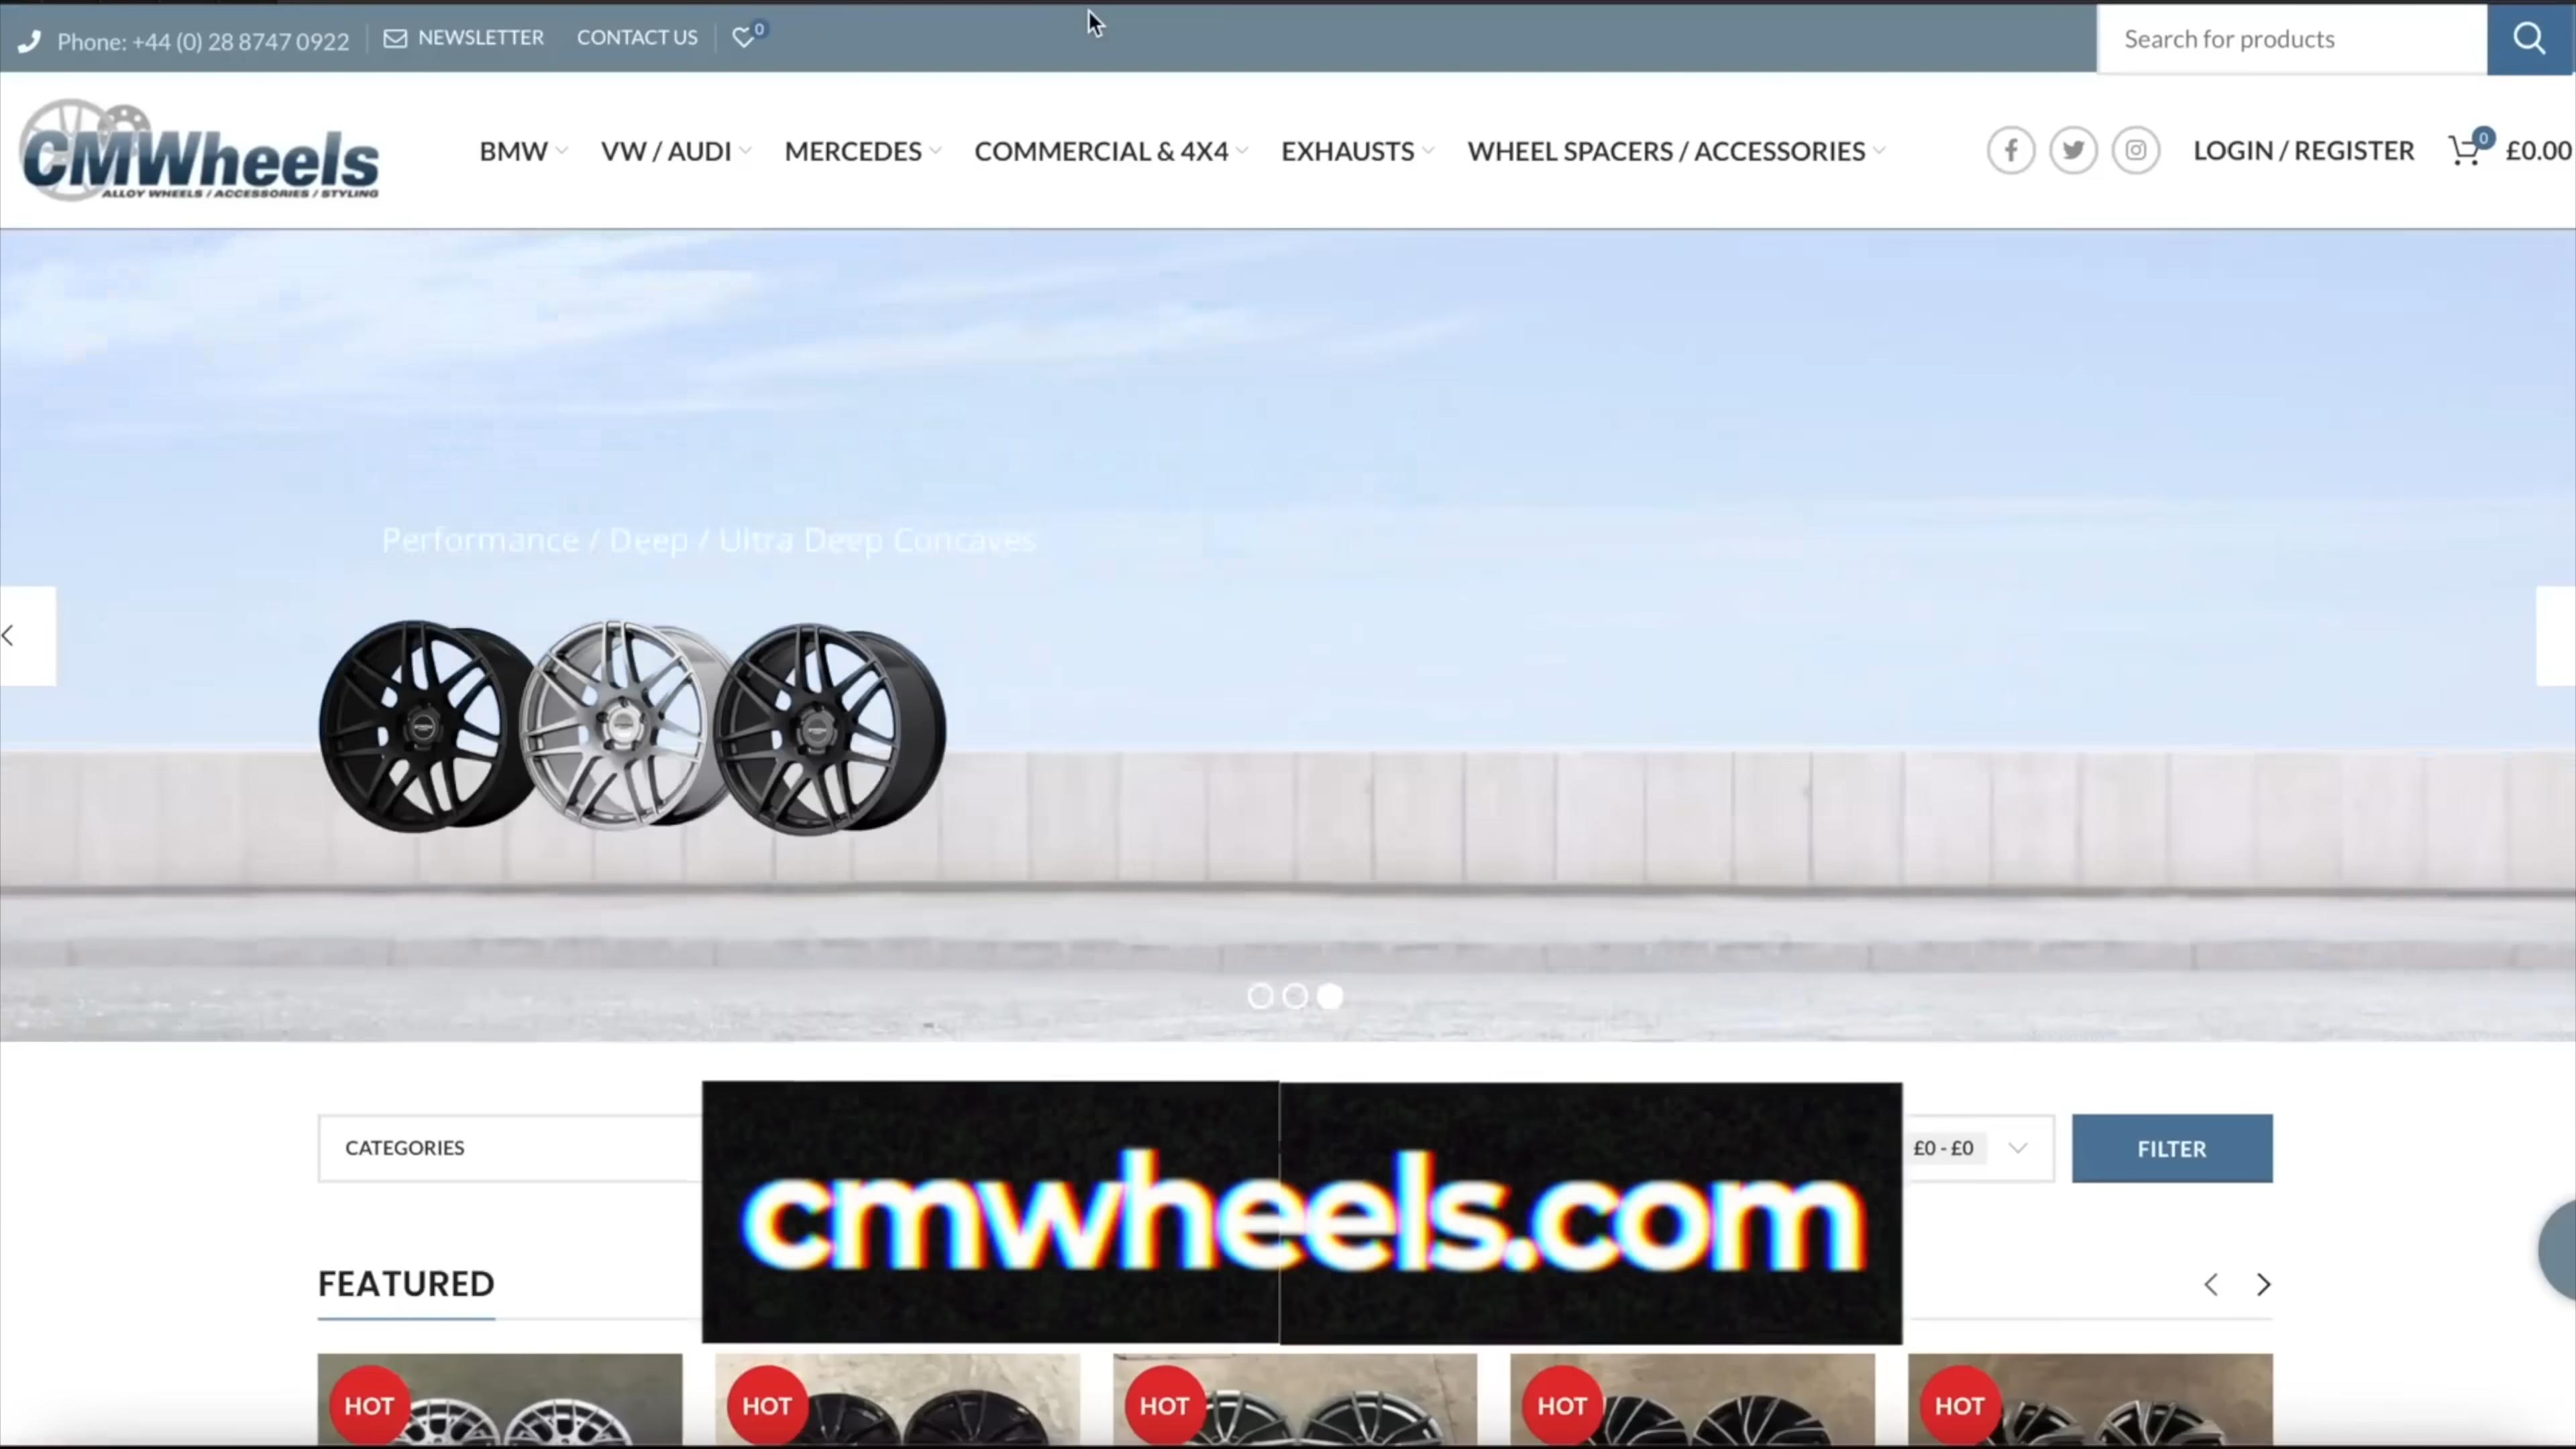 Phone: +44 (0) 28 8747 0922
NEWSLETTER
CONTACT US
0
Search for products
CMWheels
ALLOY WHEELS / ACCESSORIES / STYLING
BMW
VW / AUDI
MERCEDES
COMMERCIAL & 4X4
EXHAUSTS
WHEEL SPACERS / ACCESSORIES
LOGIN / REGISTER
0
£0.00
Performance / Deep / Ultra Deep Concaves
CATEGORIES
£0 - £0
FILTER
cmwheels.com
FEATURED
HOT
HOT
HOT
HOT
HOT